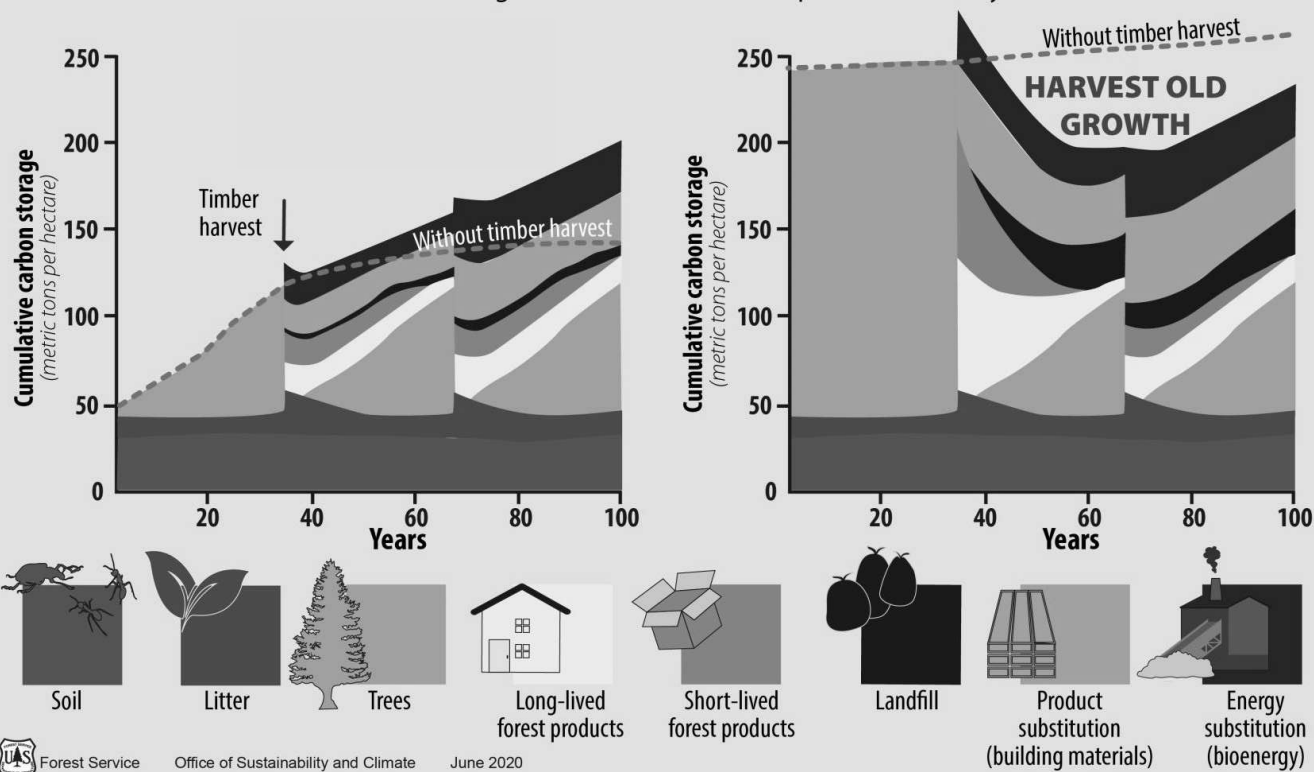 Cumulative carbon storage
(metric tons per hectare)
250
200
150
100
50
0
Timber
harvest
Without timber harvest
20
40
60
80
100
Years
Cumulative carbon storage
(metric tons per hectare)
250
200
150
100
50
0
Without timber harvest
HARVEST OLD
GROWTH
20
40
60
80
100
Years
Soil
Litter
Trees
Long-lived
forest products
Short-lived
forest products
Landfill
Product
substitution
(building materials)
Energy
substitution
(bioenergy)
Forest Service Office of Sustainability and Climate June 2020